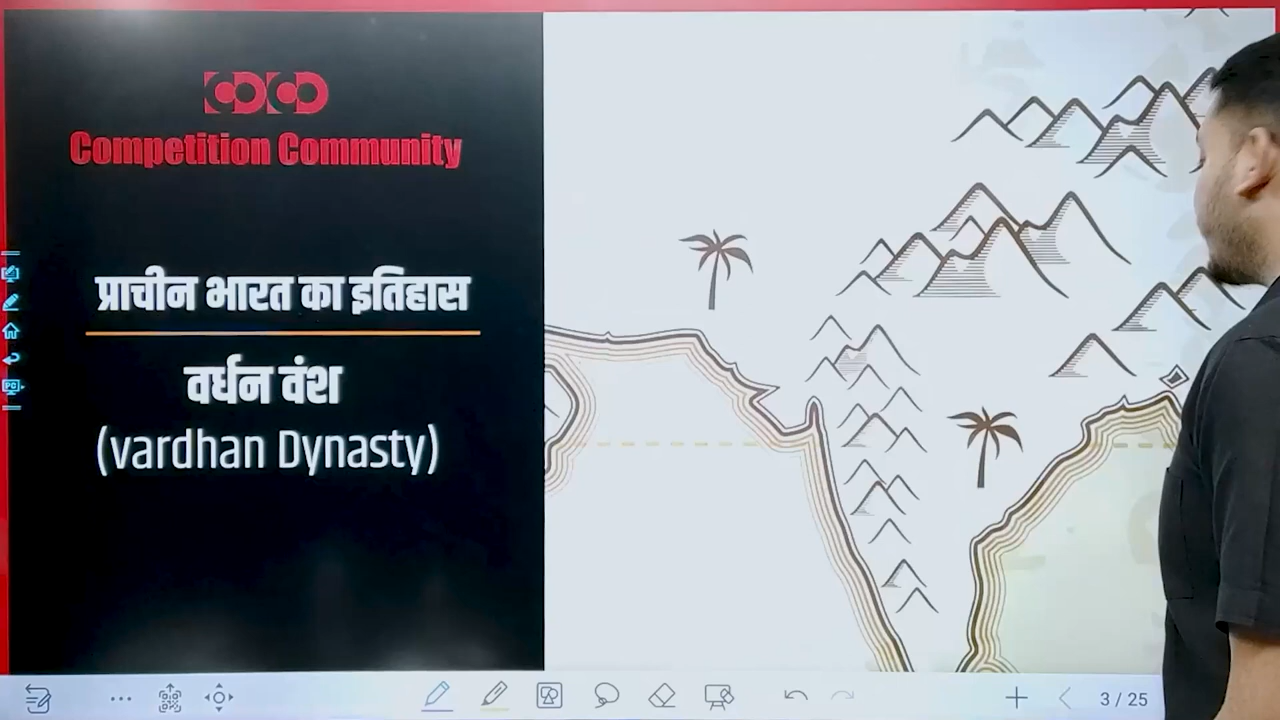 Competition Community
प्राचीन भारत का इतिहास
वर्धन वंश
(vardhan Dynasty)
3 / 25